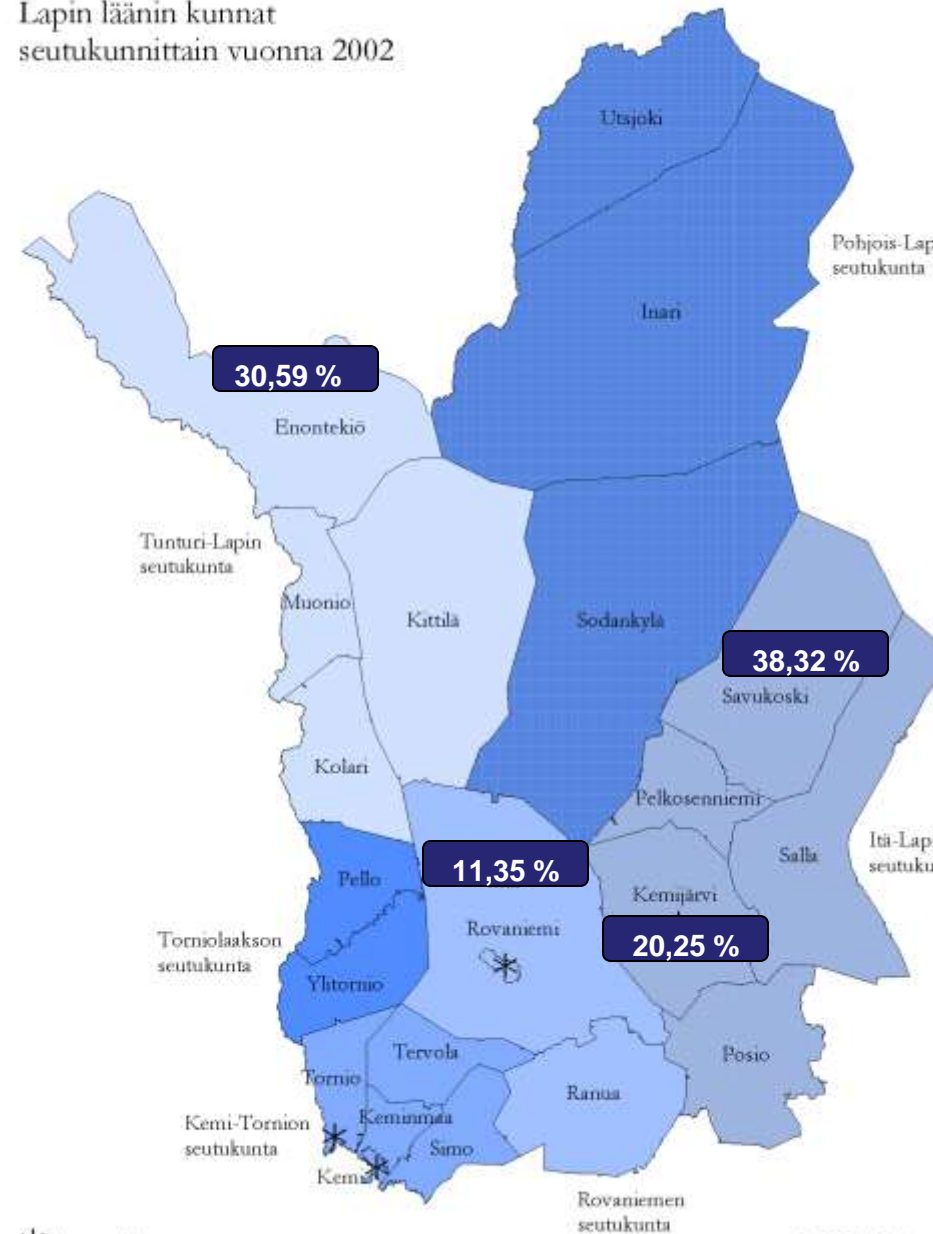 Lapin läänin kunnat
seutukunnittain vuonna 2002
Utsjoki
Pohjois-Lap
seutukunta
Inari
30,59 %
Enontekiö
Tunturi-Lapin
seutukunta
Muonio
Kittilä
Sodankylä
38,32 %
Savukoski
Kolari
Pelkosenniemi
Salla
Itä-Lap
seutuku
11,35 %
Pello
Kemijärvi
20,25 %
Rovaniemi
Torniolaakson
seutukunta
Ylitornio
Tervola
Posio
Tornio
Ranua
Keminmaa
Kemi-Tornion
seutukunta
Simo
Kemi
Rovaniemen
seutukunta